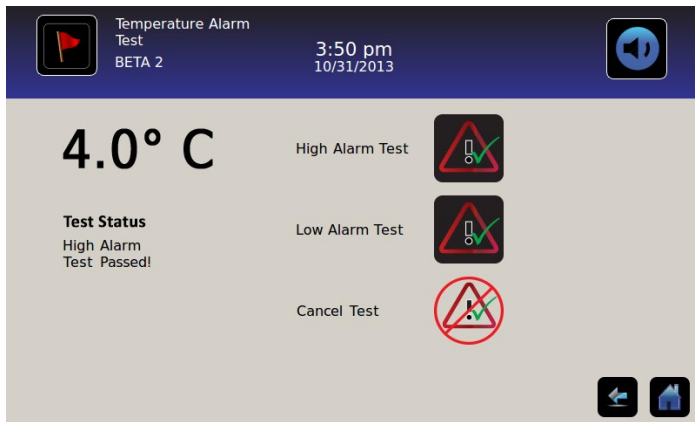 Temperature Alarm
Test
BETA 2
3:50 pm
10/31/2013
4.0° C
Test Status
High Alarm
Test Passed!
High Alarm Test
Low Alarm Test
Cancel Test